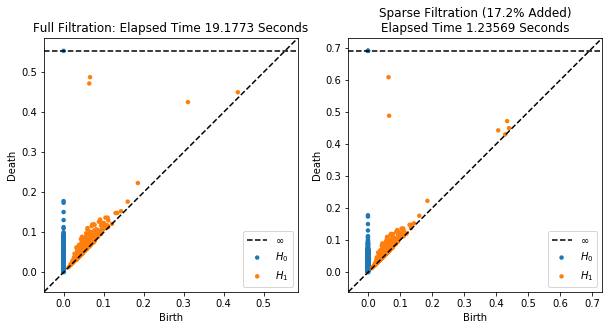 Full Filtration: Elapsed Time 19.1773 Seconds
Death
0.5
0.4
0.3
0.2
0.1
0.0
0.0 0.1 0.2 0.3 0.4 0.5
Birth
∞
H₀
H₁
Sparse Filtration (17.2% Added)
Elapsed Time 1.23569 Seconds
Death
0.7
0.6
0.5
0.4
0.3
0.2
0.1
0.0
0.0 0.1 0.2 0.3 0.4 0.5 0.6 0.7
Birth
∞
H₀
H₁